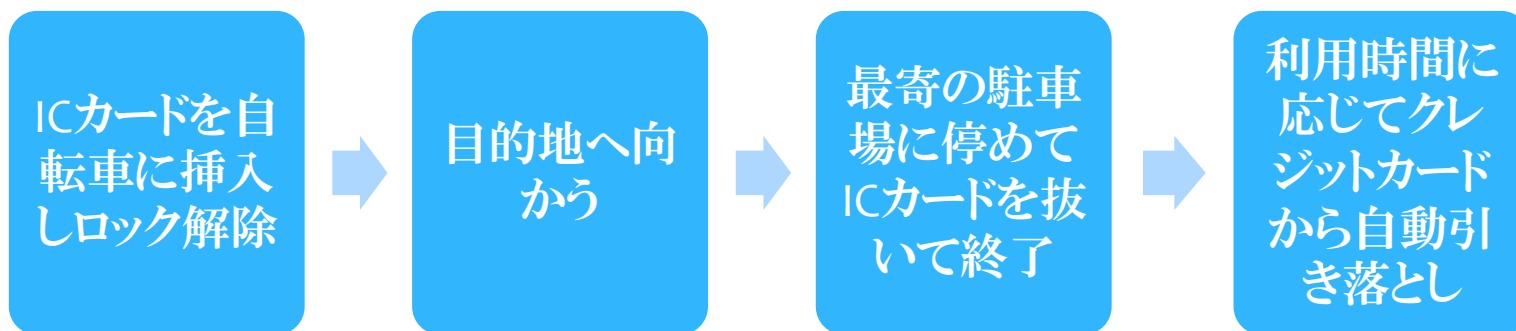 ICカードを自
転車に挿入
しロック解除
目的地へ向
かう
最寄の駐車
場に停めて
ICカードを抜
いて終了
利用時間に
応じてクレ
ジットカード
から自動引
き落とし